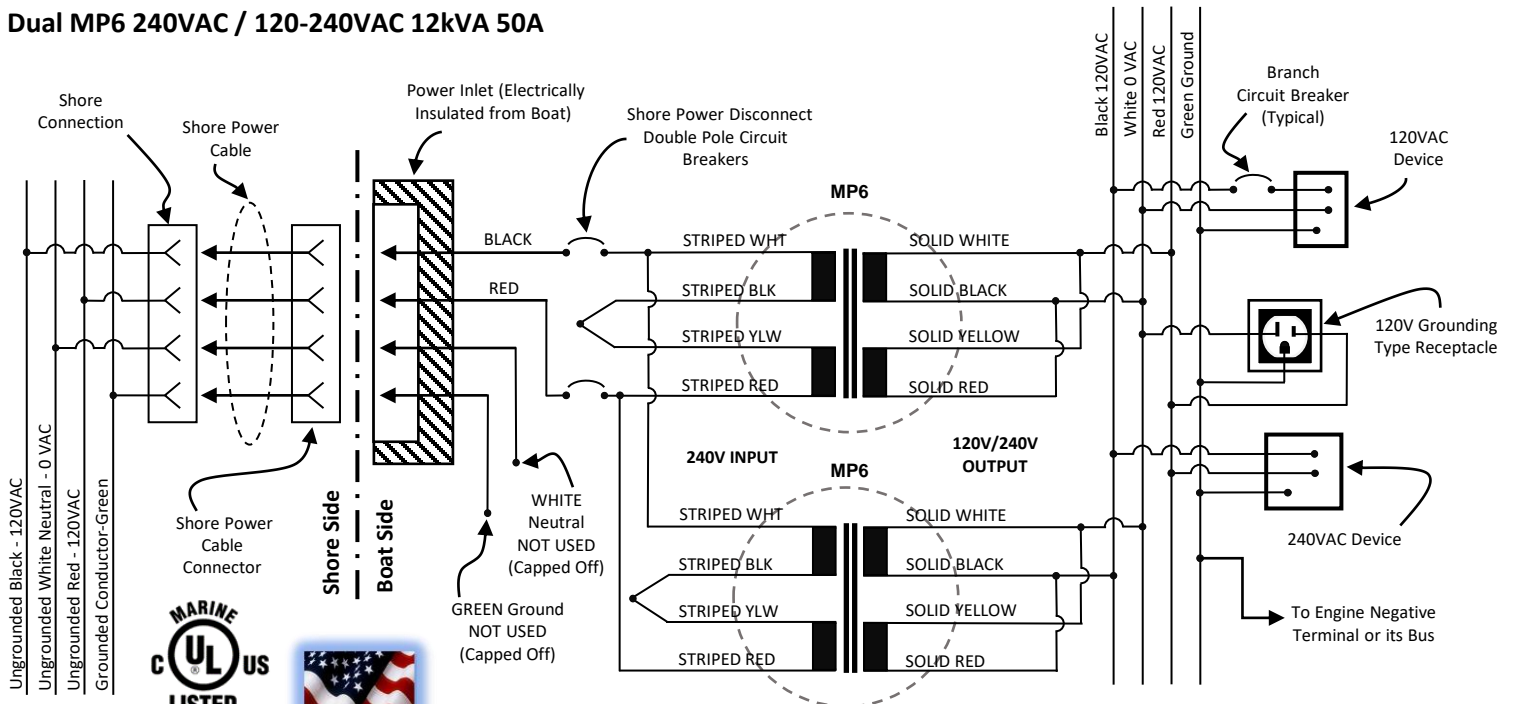 Dual MP6 240VAC / 120-240VAC 12kVA 50A
Shore
Connection
Shore Power
Cable
Power Inlet (Electrically
Insulated from Boat)
Shore Power Disconnect
Double Pole Circuit
Breakers
Black 120VAC
White 0 VAC
Red 120VAC
Green Ground
Branch
Circuit Breaker
(Typical)
120VAC
Device
MP6
BLACK
RED
STRIPED WHT
STRIPED BLK
STRIPED YLW
STRIPED RED
SOLID WHITE
SOLID BLACK
SOLID YELLOW
SOLID RED
120V Grounding
Type Receptacle
240V INPUT
120V/240V
OUTPUT
MP6
STRIPED WHT
STRIPED BLK
STRIPED YLW
STRIPED RED
SOLID WHITE
SOLID BLACK
SOLID YELLOW
SOLID RED
240VAC Device
To Engine Negative
Terminal or its Bus
Ungrounded Black - 120VAC
Ungrounded White Neutral - 0 VAC
Ungrounded Red - 120VAC
Grounded Conductor-Green
Shore Power
Cable
Connector
Shore Side
Boat Side
WHITE
Neutral
NOT USED
(Capped Off)
GREEN Ground
NOT USED
(Capped Off)
MARINE
C UL US
®
LISTED